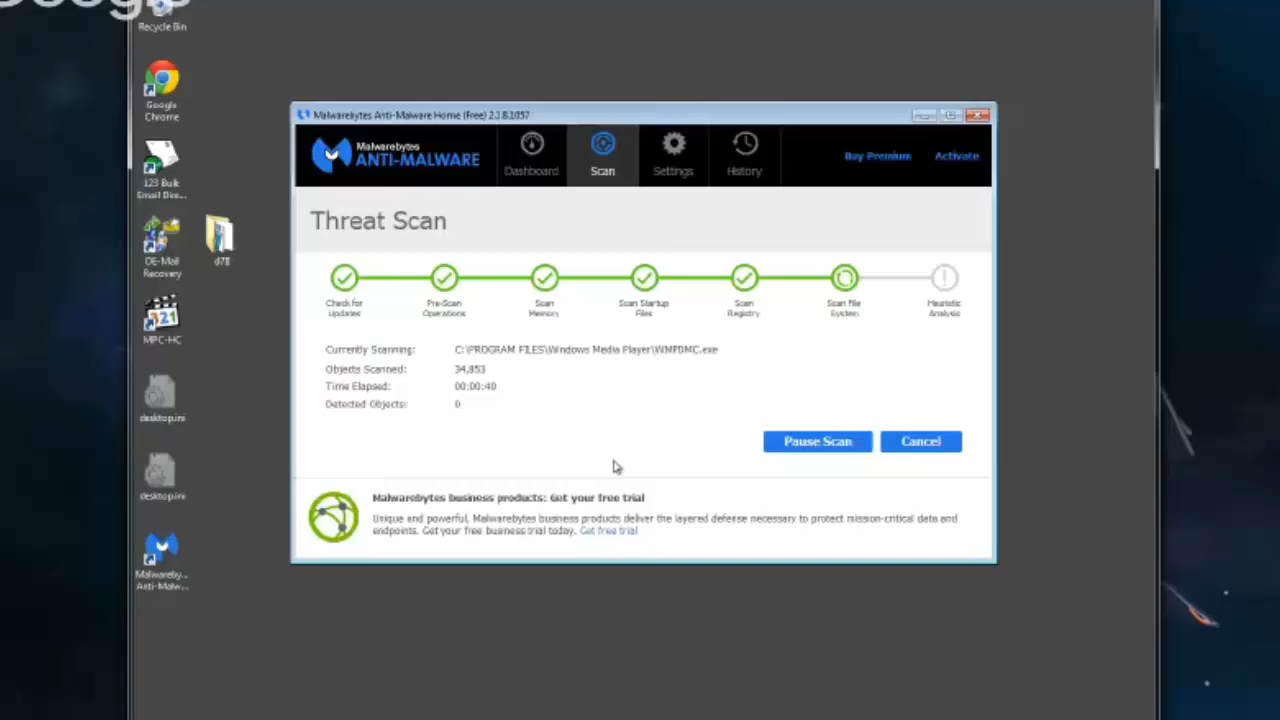 Google
Recycle Bin
Google
Chrome
123 Bulk
Email Dire...
DE-Mail
Recovery
d7II
MPC-HC
desktop.ini
desktop.ini
Malwareby...
Anti-Malw...
Malwarebytes Anti-Malware Home (Free) 2.1.8.1057
Malwarebytes
ANTI-MALWARE
Dashboard
Scan
Settings
History
Buy Premium
Activate
Threat Scan
Check for
Updates
Pre-Scan
Operations
Scan
Memory
Scan Startup
Files
Scan
Registry
Scan File
System
Heuristic
Analysis
Currently Scanning: C:\PROGRAM FILES\Windows Media Player\WMPDMC.exe
Objects Scanned: 34,853
Time Elapsed: 00:00:40
Detected Objects: 0
Pause Scan
Cancel
Malwarebytes business products: Get your free trial
Unique and powerful, Malwarebytes business products deliver the layered defense necessary to protect mission-critical data and
endpoints. Get your free business trial today. Get free trial